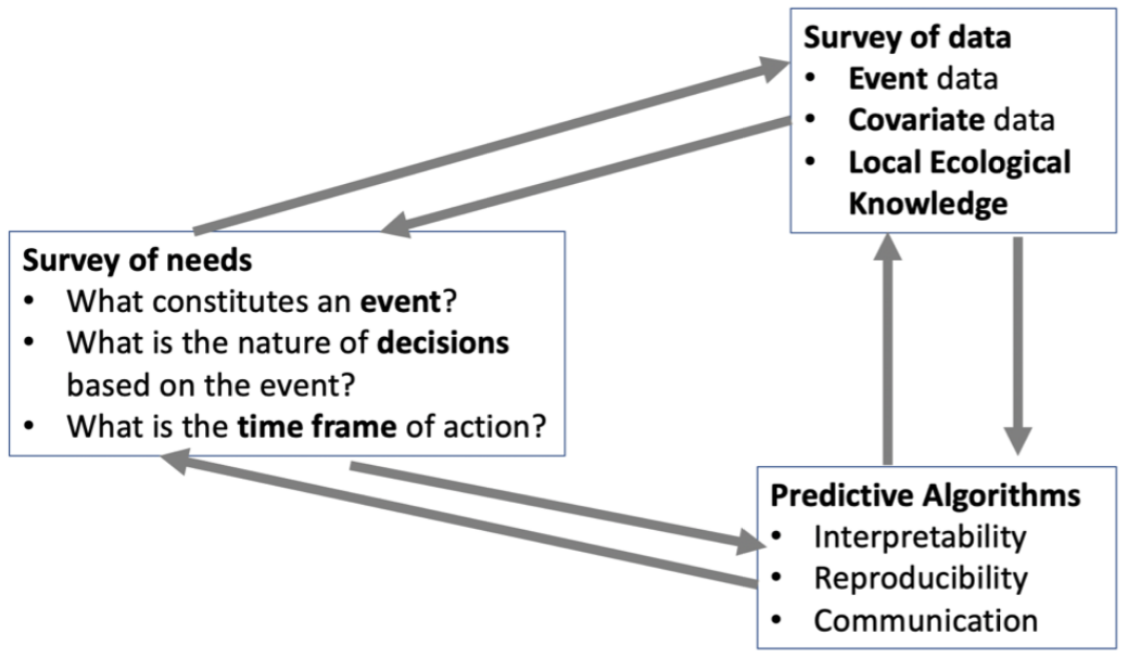 Survey of data
• Event data
• Covariate data
• Local Ecological
Knowledge
Survey of needs
• What constitutes an event?
• What is the nature of decisions
based on the event?
• What is the time frame of action?
Predictive Algorithms
• Interpretability
• Reproducibility
• Communication